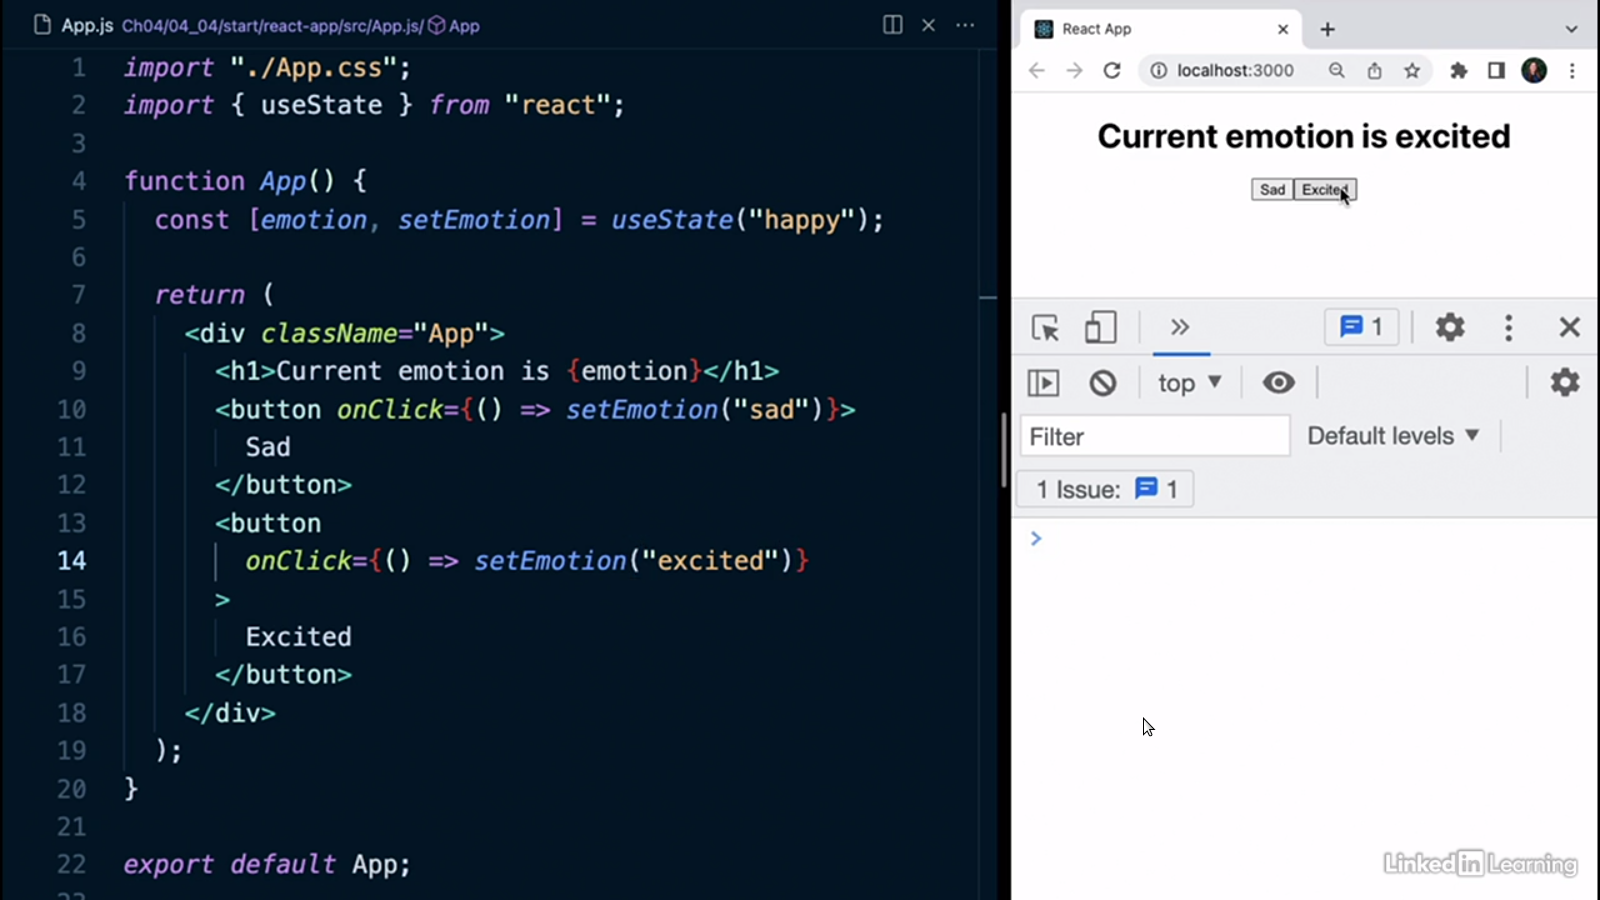 App.js Ch04/04_04/start/react-app/src/App.js/ App
1 import "./App.css";
2 import { useState } from "react";
3
4 function App() {
5 const [emotion, setEmotion] = useState("happy");
6
7 return (
8 <div className="App">
9 <h1>Current emotion is {emotion}</h1>
10 <button onClick={() => setEmotion("sad")}>
11 Sad
12 </button>
13 <button
14 onClick={() => setEmotion("excited")}
15 >
16 Excited
17 </button>
18 </div>
19 );
20 }
21
22 export default App;
React App
localhost:3000
Current emotion is excited
Sad Excited
1
top
Filter Default levels
1 Issue: 1
Linked in Learning